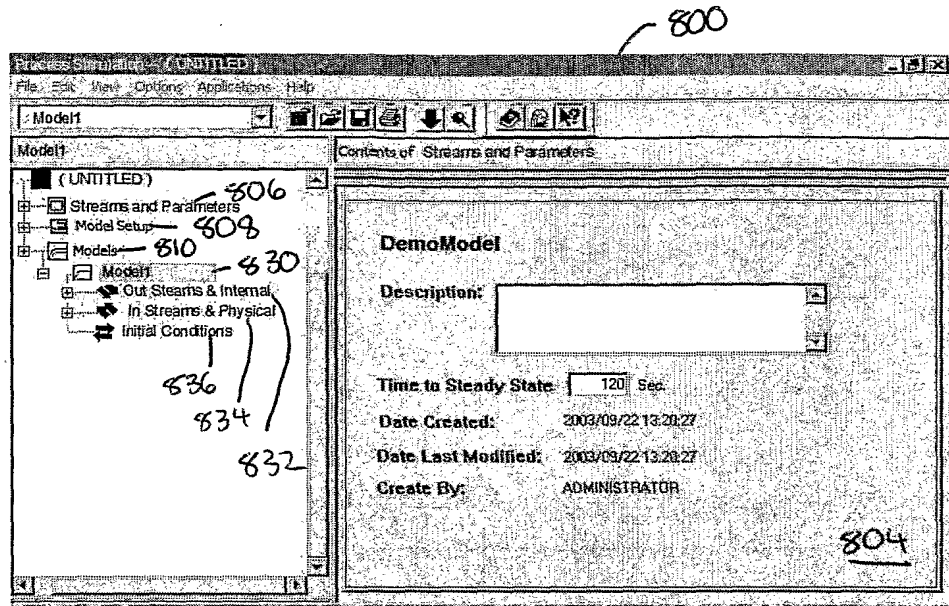 800
Process Simulation - ( UNTITLED )
File Edit View Options Applications Help
: Model1
Model1
Contents of Streams and Parameters
( UNTITLED )
806
Streams and Parameters
Model Setup 808
Models 810
Model1 830
Out Steams & Internal
In Streams & Physical
Initial Conditions
836
834
832
DemoModel
Description:
Time to Steady State 120 Sec.
Date Created: 2003/09/22 13:28:27
Date Last Modified: 2003/09/22 13:28:27
Create By: ADMINISTRATOR
804